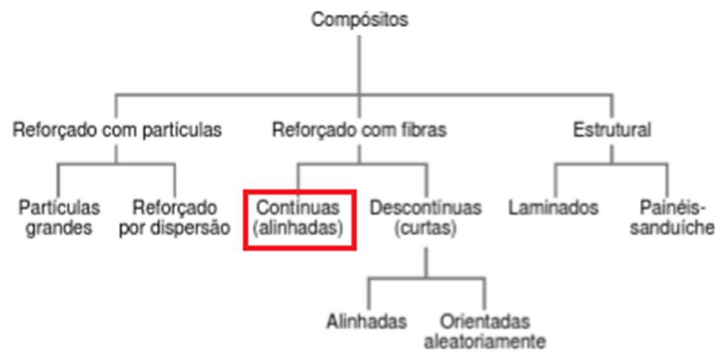 Compósitos
Reforçado com partículas
Reforçado com fibras
Estrutural
Partículas
grandes
Reforçado
por dispersão
Contínuas
(alinhadas)
Descontínuas
(curtas)
Laminados
Painéis-
sanduíche
Alinhadas
Orientadas
aleatoriamente